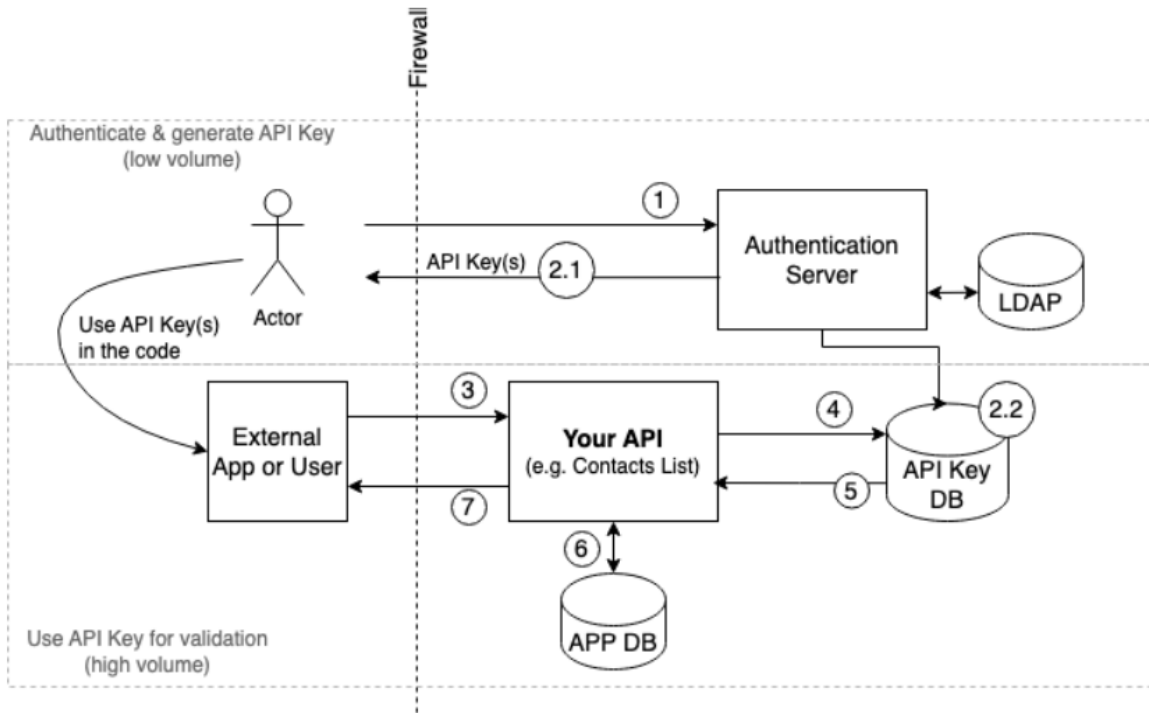 Firewall
Authenticate & generate API Key
(low volume)
1
API Key(s)
2.1
Authentication
Server
LDAP
Actor
Use API Key(s)
in the code
2.2
3
4
External
App or User
Your API
(e.g. Contacts List)
API Key
DB
5
7
6
APP DB
Use API Key for validation
(high volume)